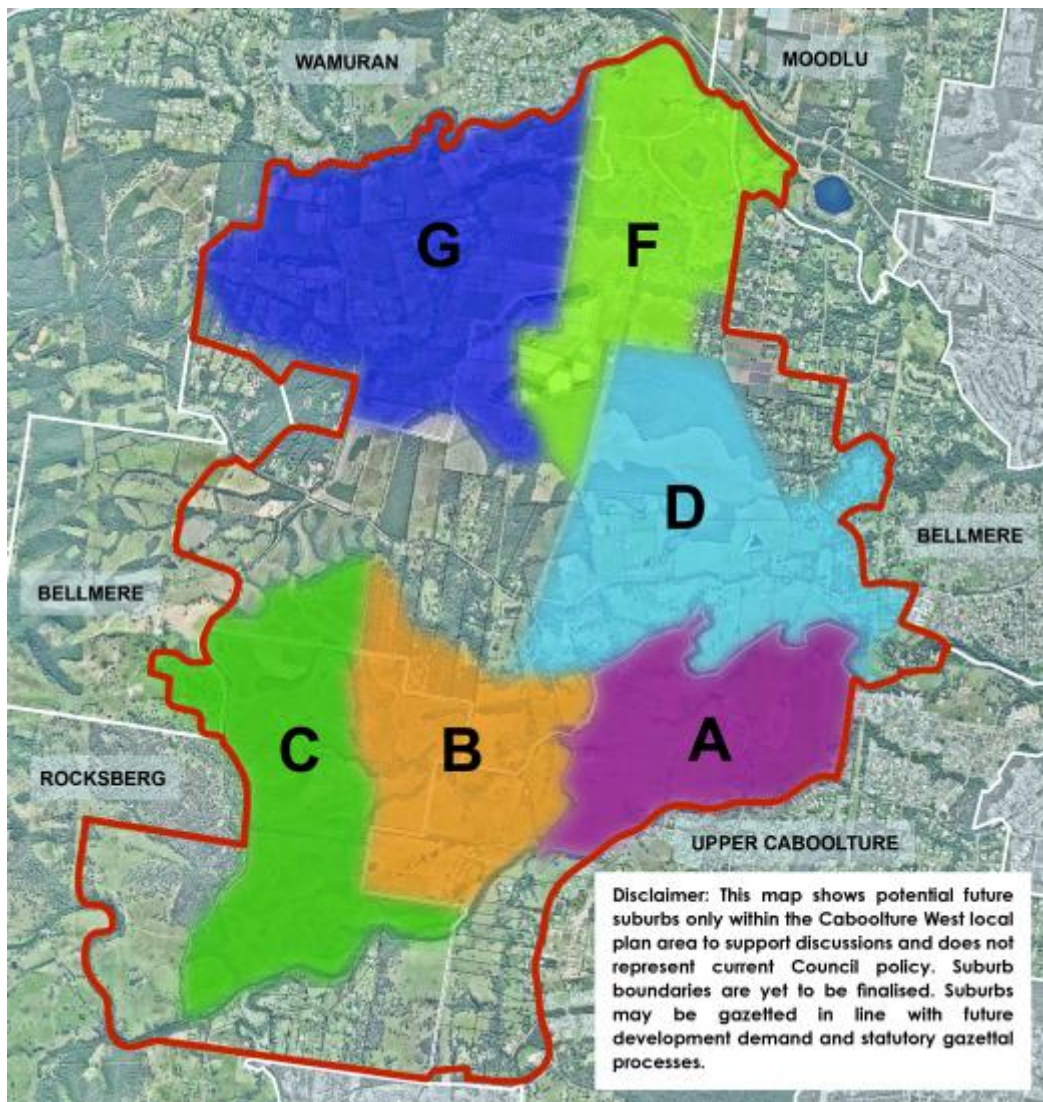 WAMURAN
MOODLU
G
F
D
BELLMERE
BELLMERE
C
B
A
ROCKSBERG
UPPER CABOOLTURE
Disclaimer: This map shows potential future
suburbs only within the Caboolture West local
plan area to support discussions and does not
represent current Council policy. Suburb
boundaries are yet to be finalised. Suburbs
may be gazetted in line with future
development demand and statutory gazettal
processes.